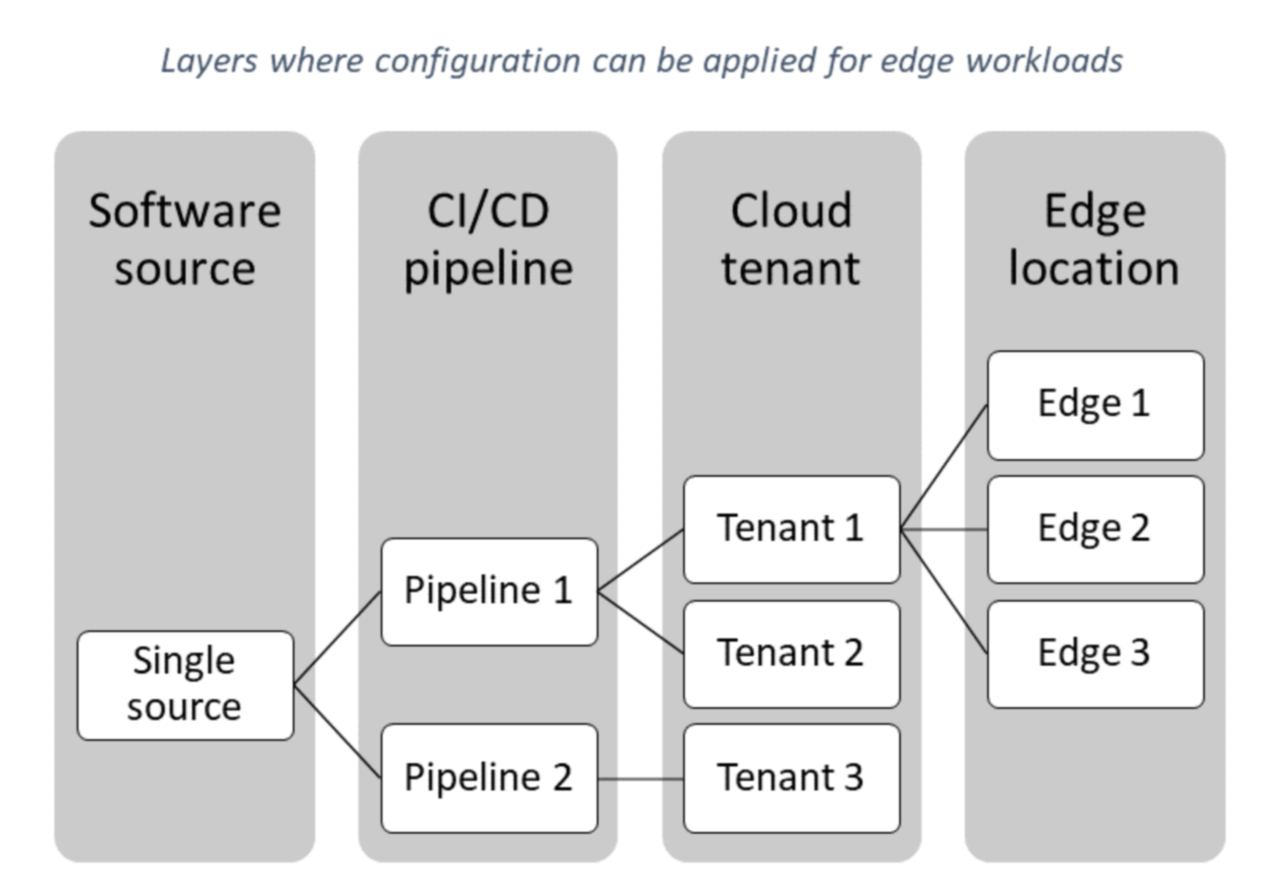 Layers where configuration can be applied for edge workloads
Software
source
CI/CD
pipeline
Cloud
tenant
Edge
location
Single
source
Pipeline 1
Pipeline 2
Tenant 1
Tenant 2
Tenant 3
Edge 1
Edge 2
Edge 3